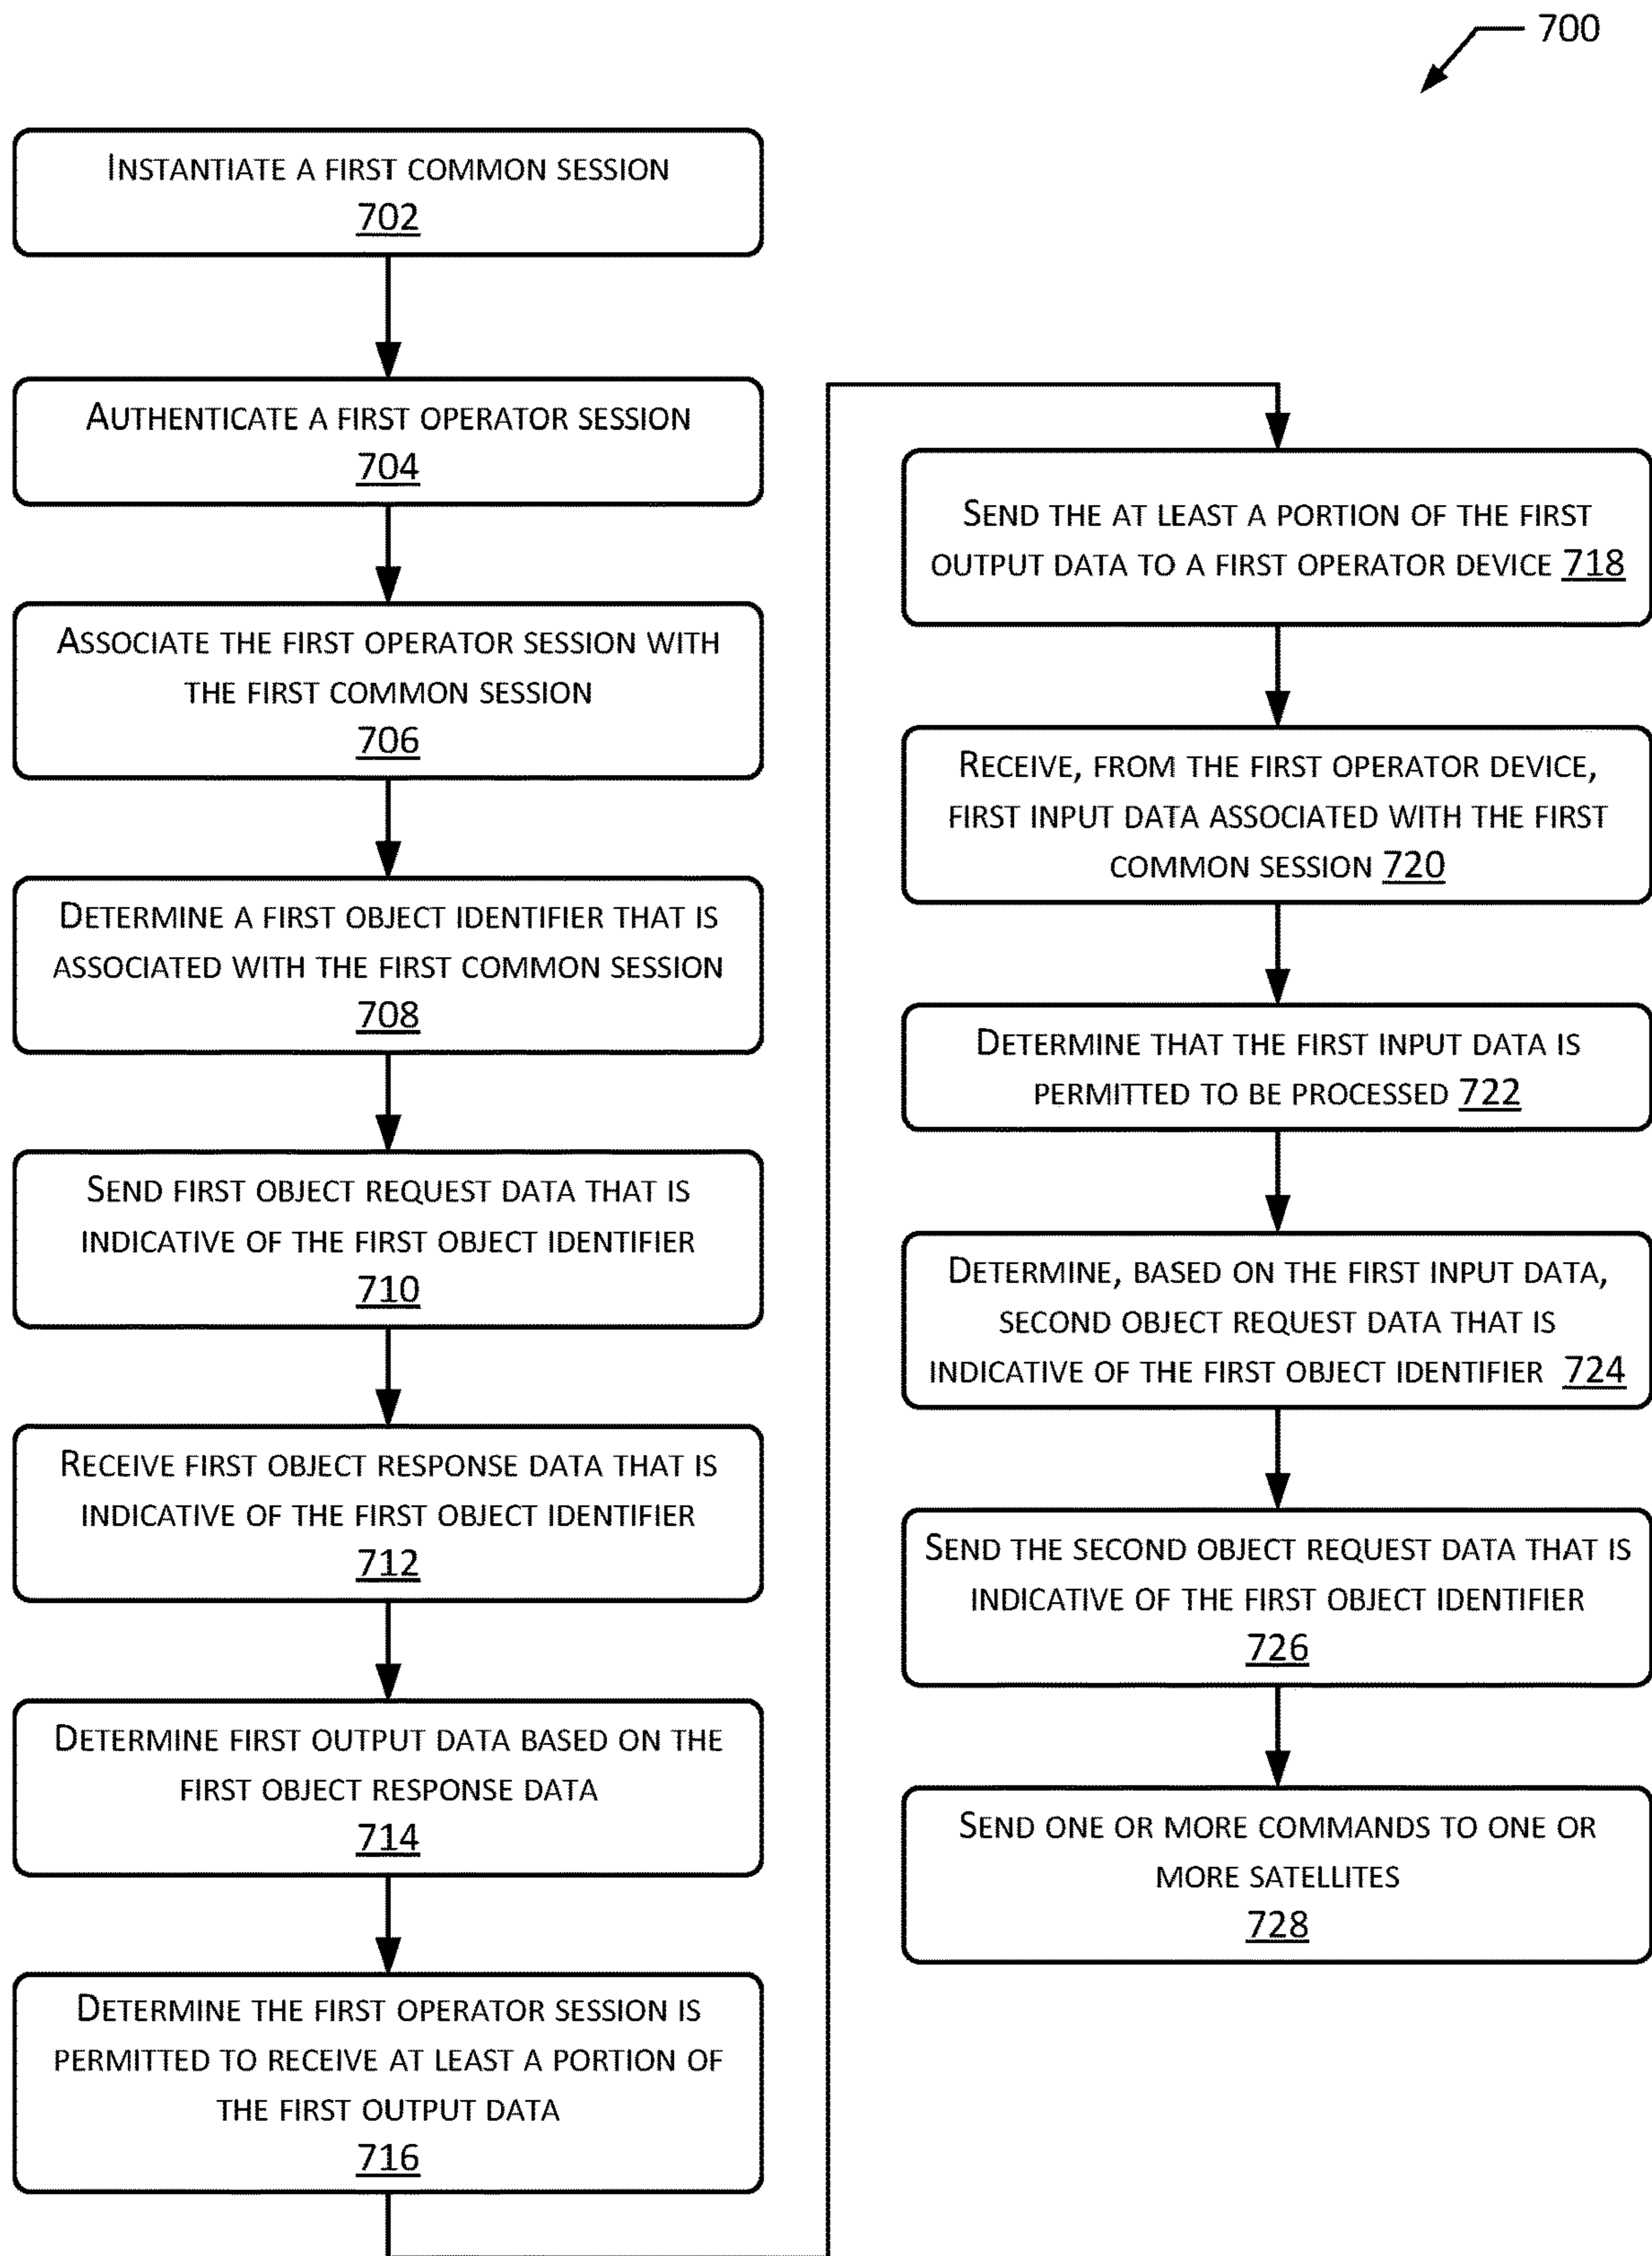 700
INSTANTIATE A FIRST COMMON SESSION
702
AUTHENTICATE A FIRST OPERATOR SESSION
704
ASSOCIATE THE FIRST OPERATOR SESSION WITH
THE FIRST COMMON SESSION
706
DETERMINE A FIRST OBJECT IDENTIFIER THAT IS
ASSOCIATED WITH THE FIRST COMMON SESSION
708
SEND FIRST OBJECT REQUEST DATA THAT IS
INDICATIVE OF THE FIRST OBJECT IDENTIFIER
710
RECEIVE FIRST OBJECT RESPONSE DATA THAT IS
INDICATIVE OF THE FIRST OBJECT IDENTIFIER
712
DETERMINE FIRST OUTPUT DATA BASED ON THE
FIRST OBJECT RESPONSE DATA
714
DETERMINE THE FIRST OPERATOR SESSION IS
PERMITTED TO RECEIVE AT LEAST A PORTION OF
THE FIRST OUTPUT DATA
716
SEND THE AT LEAST A PORTION OF THE FIRST
OUTPUT DATA TO A FIRST OPERATOR DEVICE 718
RECEIVE, FROM THE FIRST OPERATOR DEVICE,
FIRST INPUT DATA ASSOCIATED WITH THE FIRST
COMMON SESSION 720
DETERMINE THAT THE FIRST INPUT DATA IS
PERMITTED TO BE PROCESSED 722
DETERMINE, BASED ON THE FIRST INPUT DATA,
SECOND OBJECT REQUEST DATA THAT IS
INDICATIVE OF THE FIRST OBJECT IDENTIFIER 724
SEND THE SECOND OBJECT REQUEST DATA THAT IS
INDICATIVE OF THE FIRST OBJECT IDENTIFIER
726
SEND ONE OR MORE COMMANDS TO ONE OR
MORE SATELLITES
728